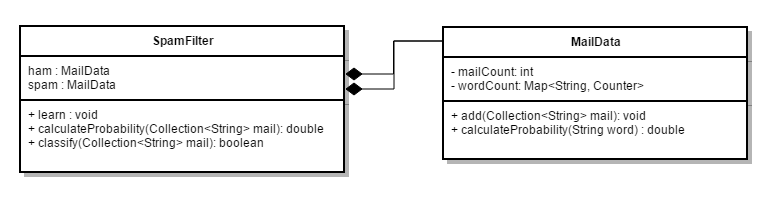 SpamFilter
ham : MailData
spam : MailData
+ learn : void
+ calculateProbability(Collection<String> mail): double
+ classify(Collection<String> mail): boolean
MailData
- mailCount: int
- wordCount: Map<String, Counter>
+ add(Collection<String> mail): void
+ calculateProbability(String word) : double